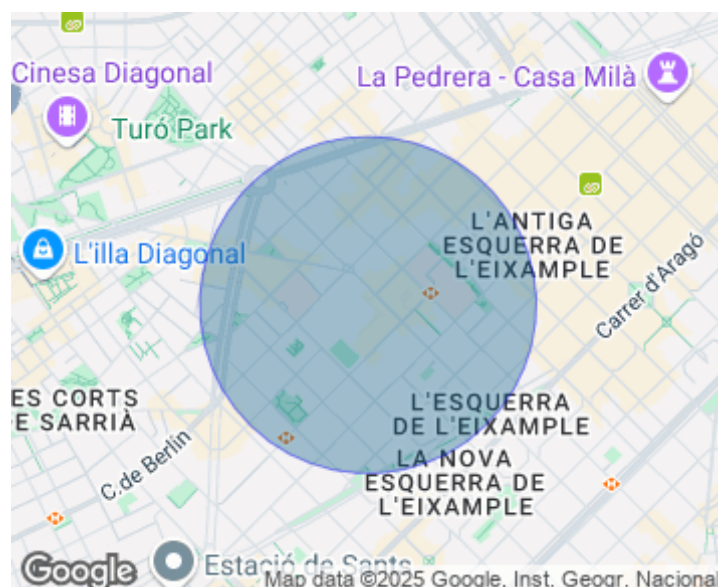 Cinesa Diagonal
La Pedrera - Casa Milà
Turó Park
L'ANTIGA
ESQUERRA DE
L'EIXAMPLE
L'illa Diagonal
Carrer d'Aragó
ES CORTS
E SARRIÀ
L'ESQUERRA
DE L'EIXAMPLE
C. de Berlin
LA NOVA
ESQUERRA DE
L'EIXAMPLE
Google
Estació de Sants
Map data ©2025 Google, Inst. Geogr. Nacional